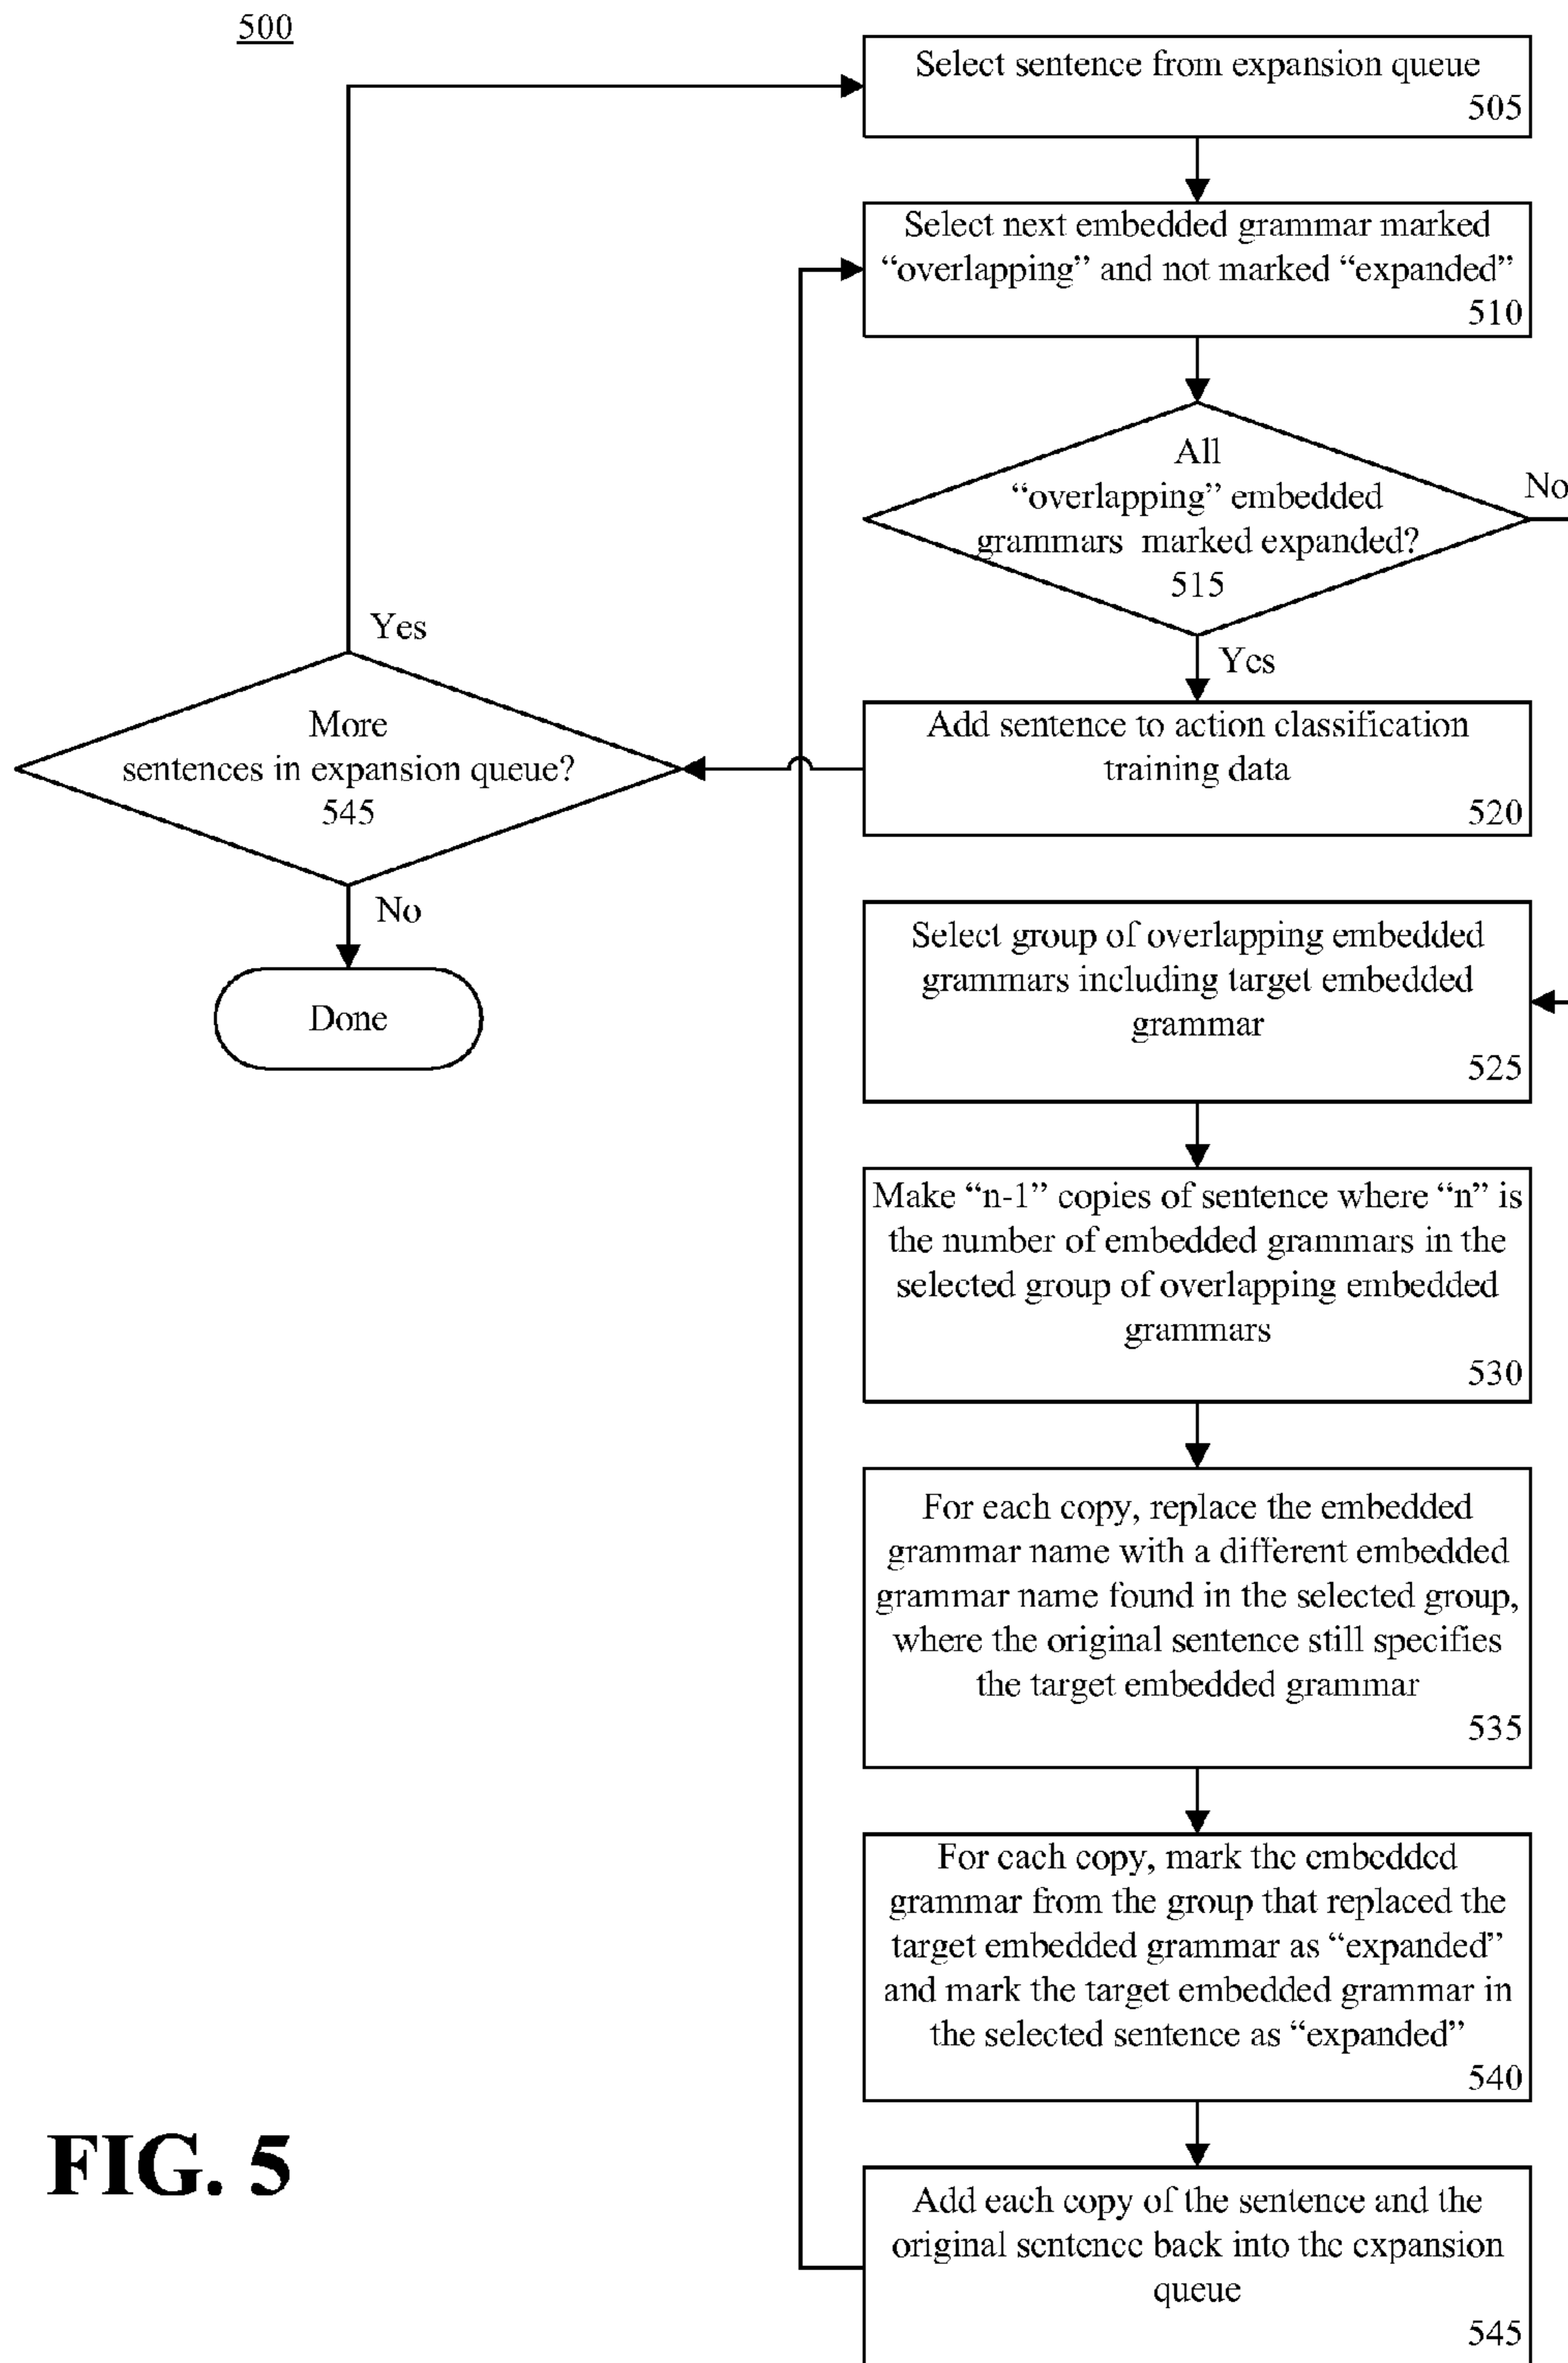 500
Select sentence from expansion queue
505
Select next embedded grammar marked
“overlapping” and not marked “expanded”
510
All
“overlapping” embedded
grammars marked expanded?
515
No
Yes
Add sentence to action classification
training data
520
Yes
More
sentences in expansion queue?
545
No
Done
Select group of overlapping embedded
grammars including target embedded
grammar
525
Make “n-1” copies of sentence where “n” is
the number of embedded grammars in the
selected group of overlapping embedded
grammars
530
For each copy, replace the embedded
grammar name with a different embedded
grammar name found in the selected group,
where the original sentence still specifies
the target embedded grammar
535
For each copy, mark the embedded
grammar from the group that replaced the
target embedded grammar as “expanded”
and mark the target embedded grammar in
the selected sentence as “expanded”
540
Add each copy of the sentence and the
original sentence back into the expansion
queue
545
FIG. 5